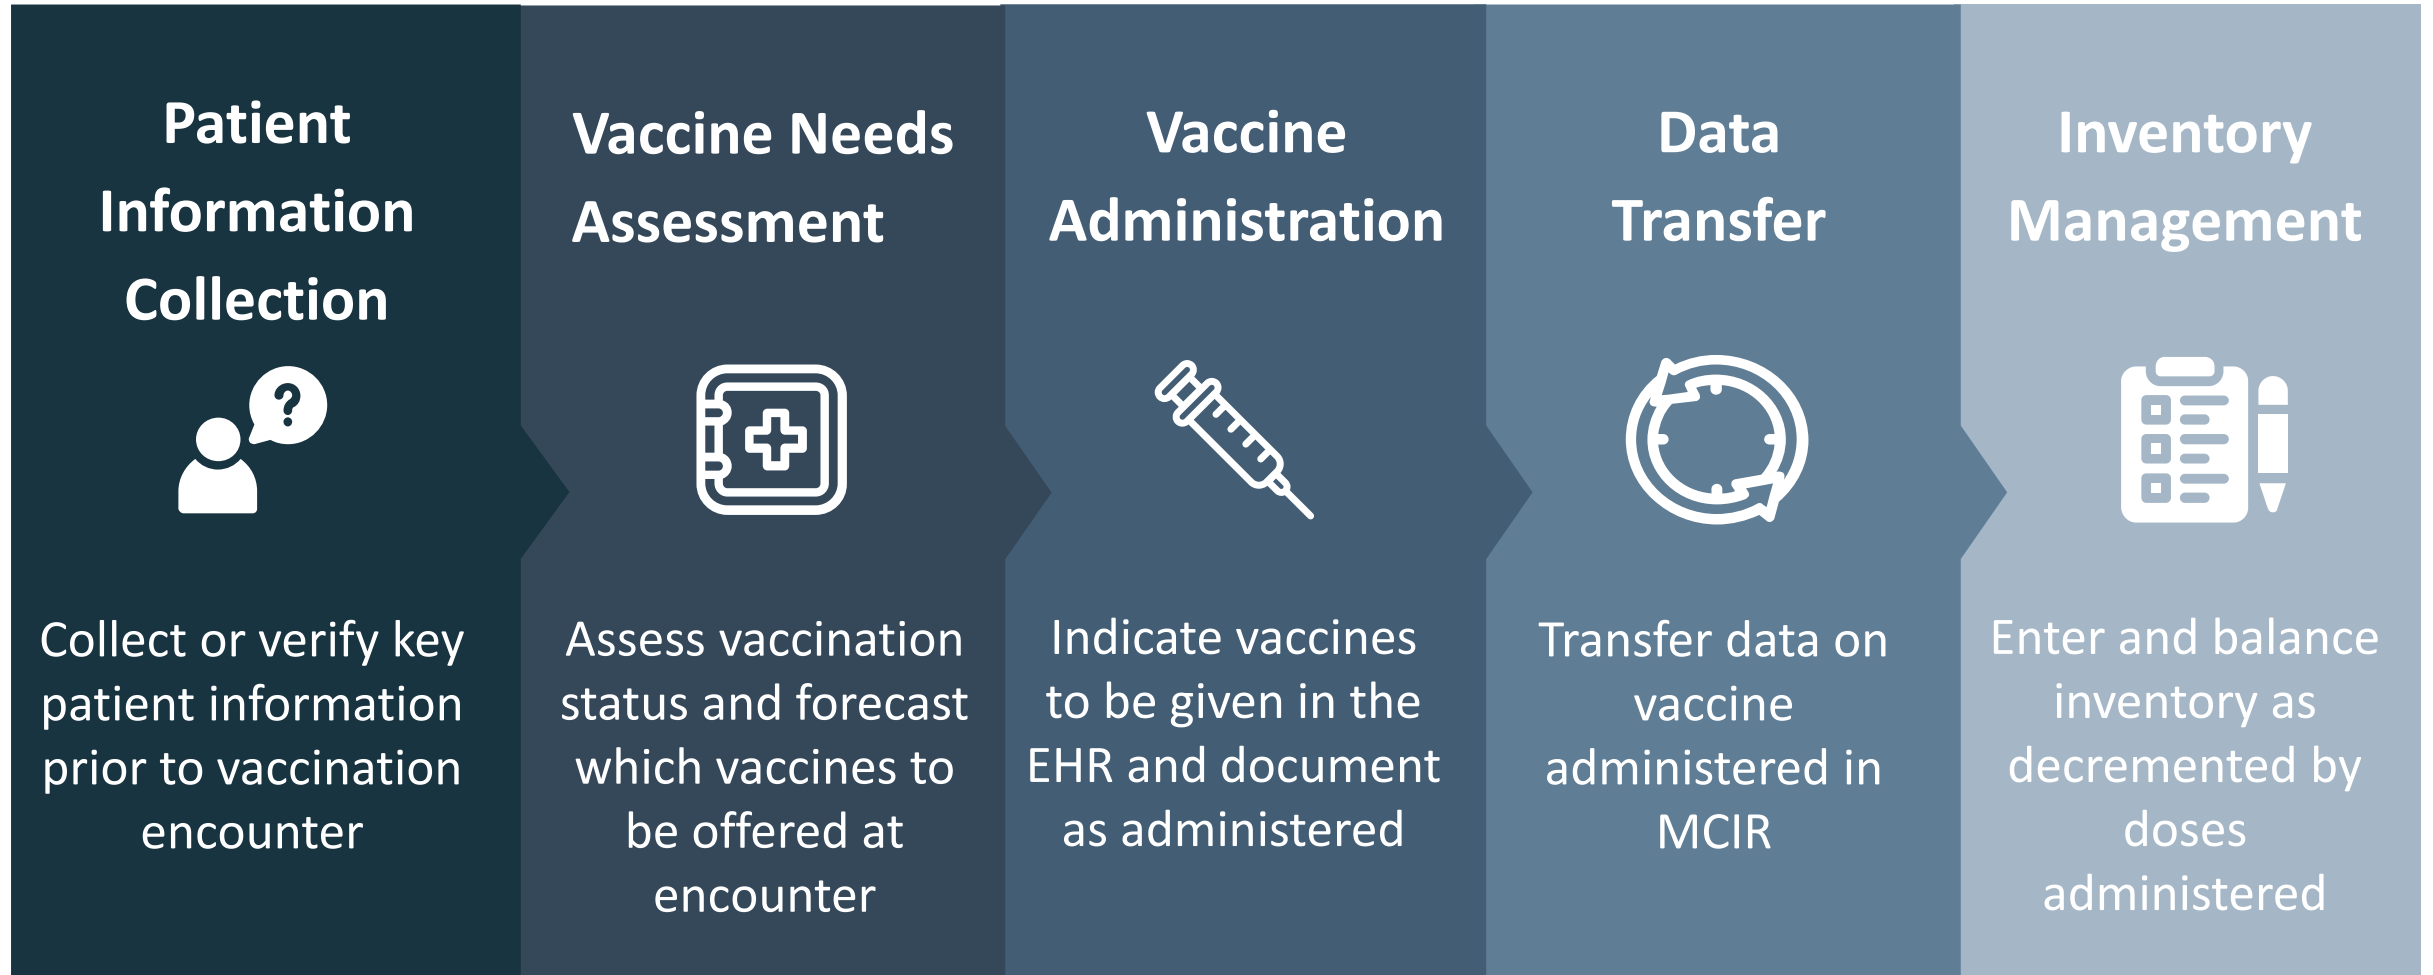 Patient
Information
Collection
?
Collect or verify key
patient information
prior to vaccination
encounter
Vaccine Needs
Assessment
Assess vaccination
status and forecast
which vaccines to
be offered at
encounter
Vaccine
Administration
Indicate vaccines
to be given in the
EHR and document
as administered
Data
Transfer
Transfer data on
vaccine
administered in
MCIR
Inventory
Management
Enter and balance
inventory as
decremented by
doses
administered